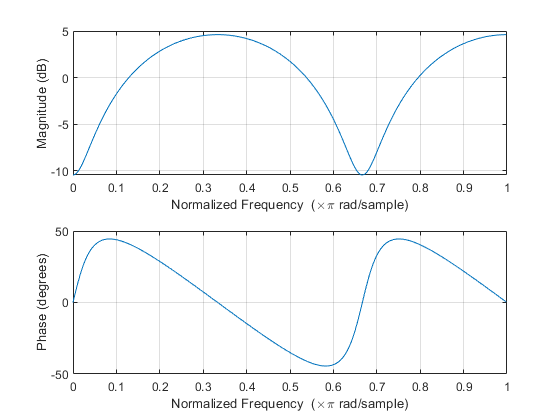 5
0
-5
-10
Magnitude (dB)
0 0.1 0.2 0.3 0.4 0.5 0.6 0.7 0.8 0.9 1
Normalized Frequency (×π rad/sample)
50
0
-50
Phase (degrees)
0 0.1 0.2 0.3 0.4 0.5 0.6 0.7 0.8 0.9 1
Normalized Frequency (×π rad/sample)